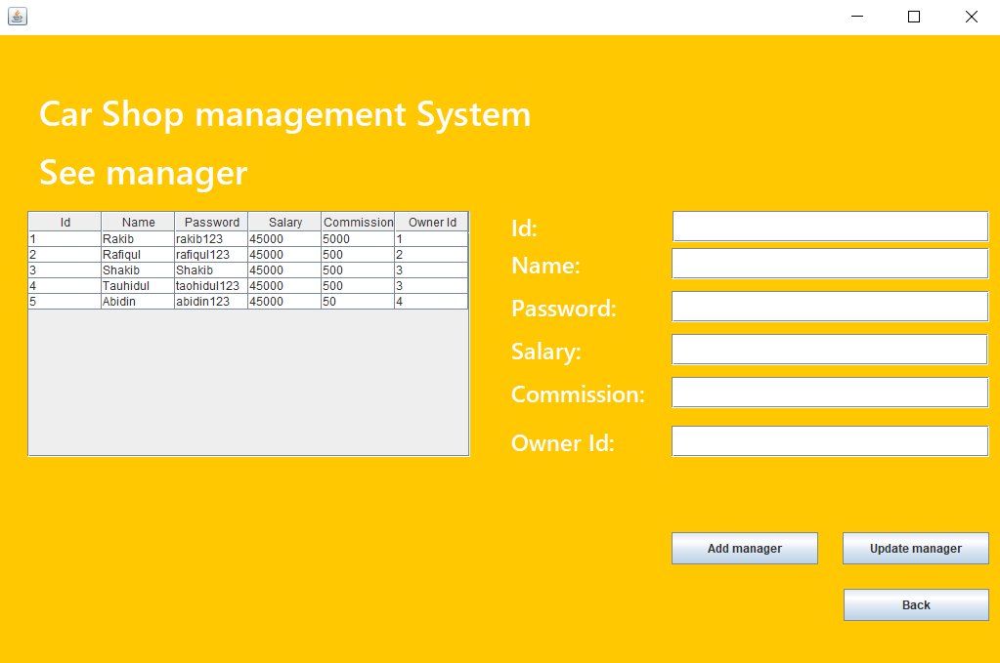 Car Shop management System
See manager
Id Name Password Salary Commission Owner Id
1 Rakib rakib123 45000 5000 1
2 Rafiqul rafiqul123 45000 500 2
3 Shakib Shakib 45000 500 3
4 Tauhidul taohidul123 45000 500 3
5 Abidin abidin123 45000 50 4
Id:
Name:
Password:
Salary:
Commission:
Owner Id:
Add manager Update manager
Back